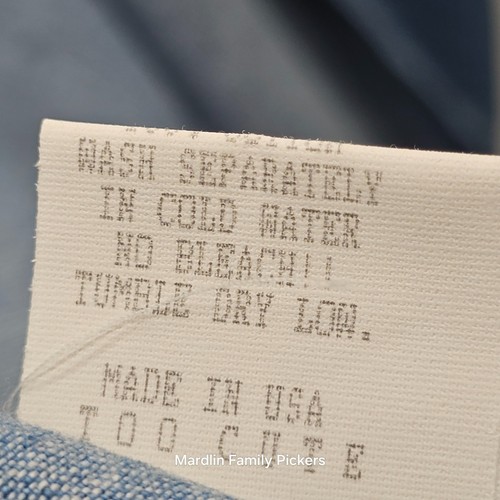 WASH SEPARATELY
IN COLD WATER
NO BLEACH!!
TUMBLE DRY LOW.
MADE IN USA
TOO CUTE
Mardlin Family Pickers